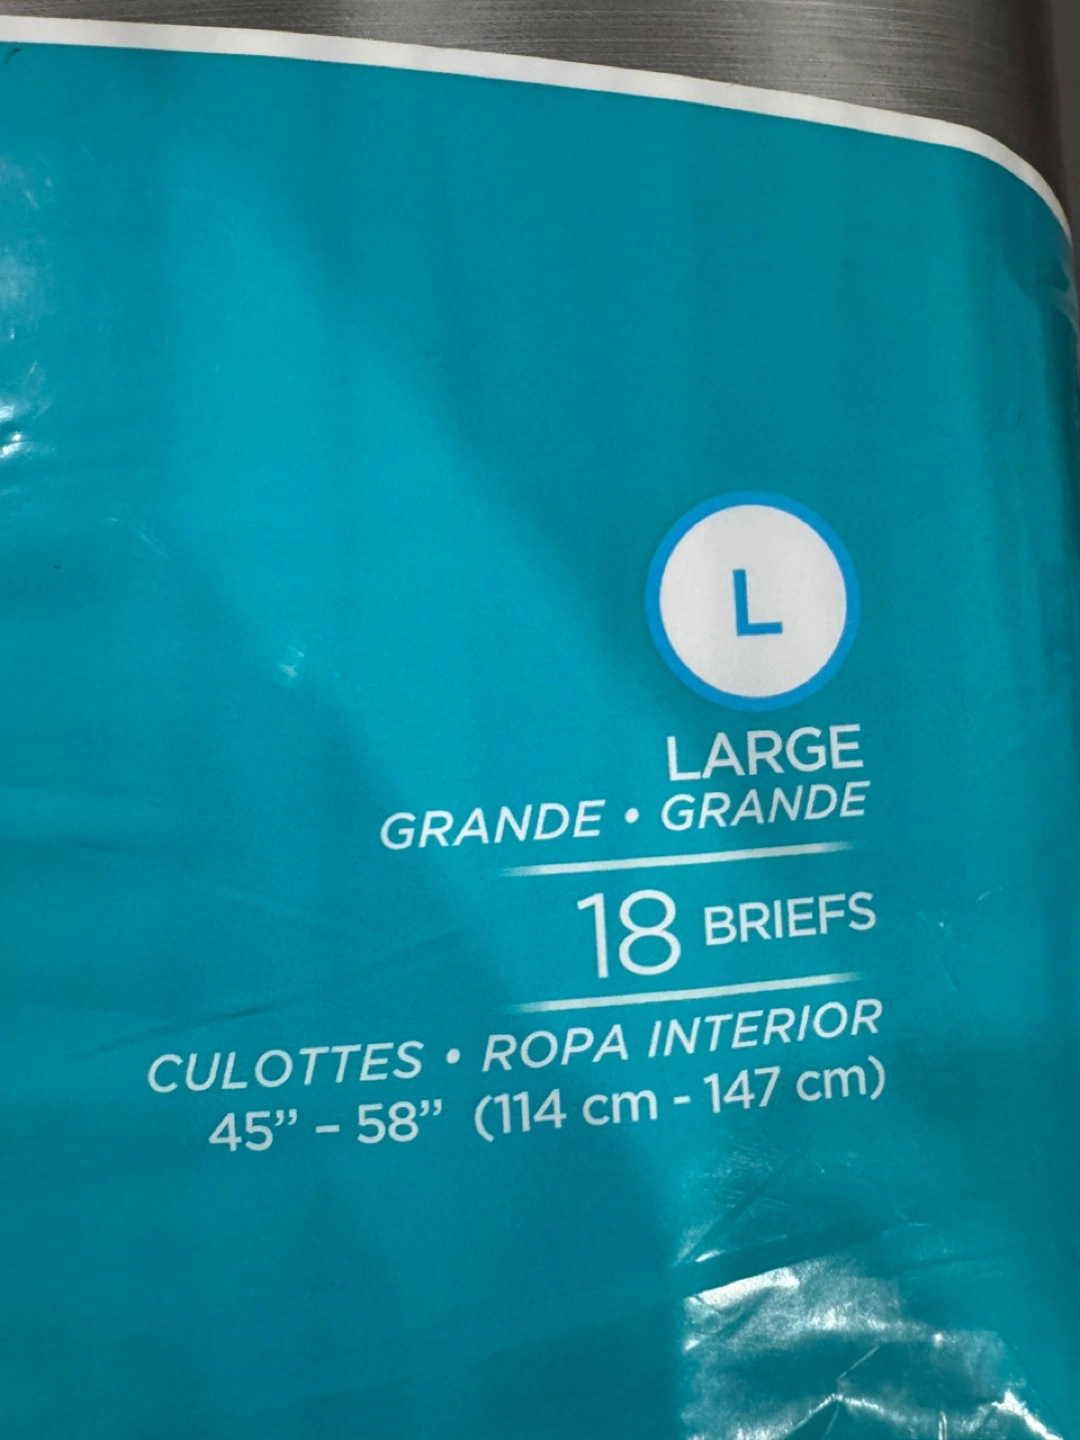 L
LARGE
GRANDE • GRANDE
18 BRIEFS
CULOTTES • ROPA INTERIOR
45” – 58” (114 cm - 147 cm)